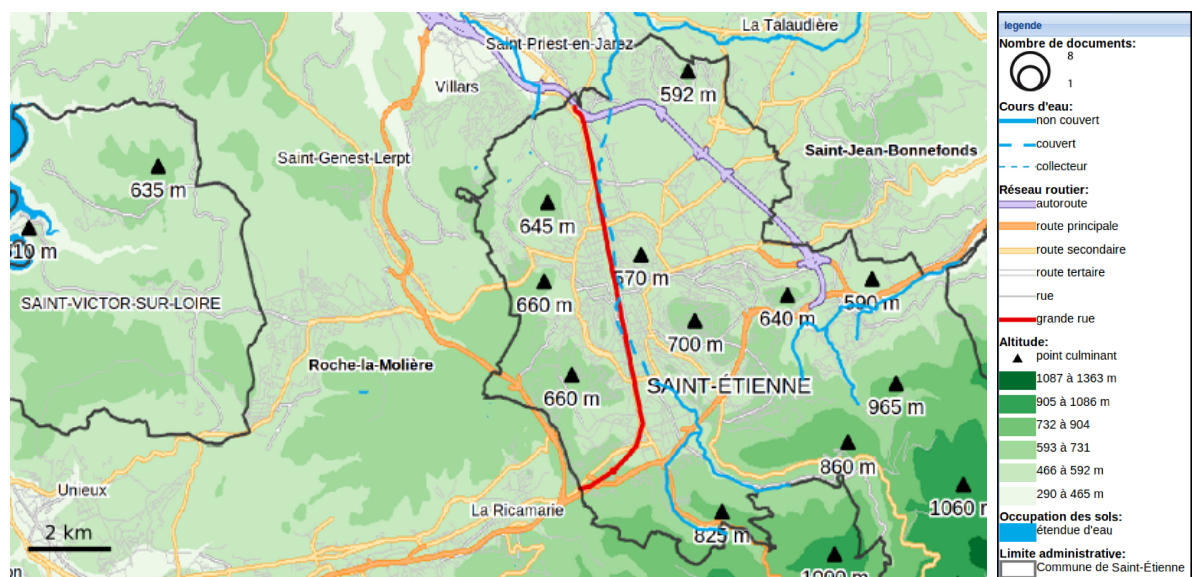 La Talaudière
Saint-Priest-en-Jarez
Villars
592 m
Saint-Genest-Lerpt
Saint-Jean-Bonnefonds
635 m
645 m
10 m
570 m
SAINT-VICTOR-SUR-LOIRE
660 m
640 m
590 m
700 m
Roche-la-Molière
660 m
SAINT-ÉTIENNE
965 m
860 m
Unieux
La Ricamarie
1060 m
2 km
825 m
legende
Nombre de documents:
8
1
Cours d'eau:
non couvert
couvert
collecteur
Réseau routier:
autoroute
route principale
route secondaire
route tertaire
rue
grande rue
Altitude:
point culminant
1087 à 1363 m
905 à 1086 m
732 à 904
593 à 731
466 à 592 m
290 à 465 m
Occupation des sols:
étendue d'eau
Limite administrative:
Commune de Saint-Étienne